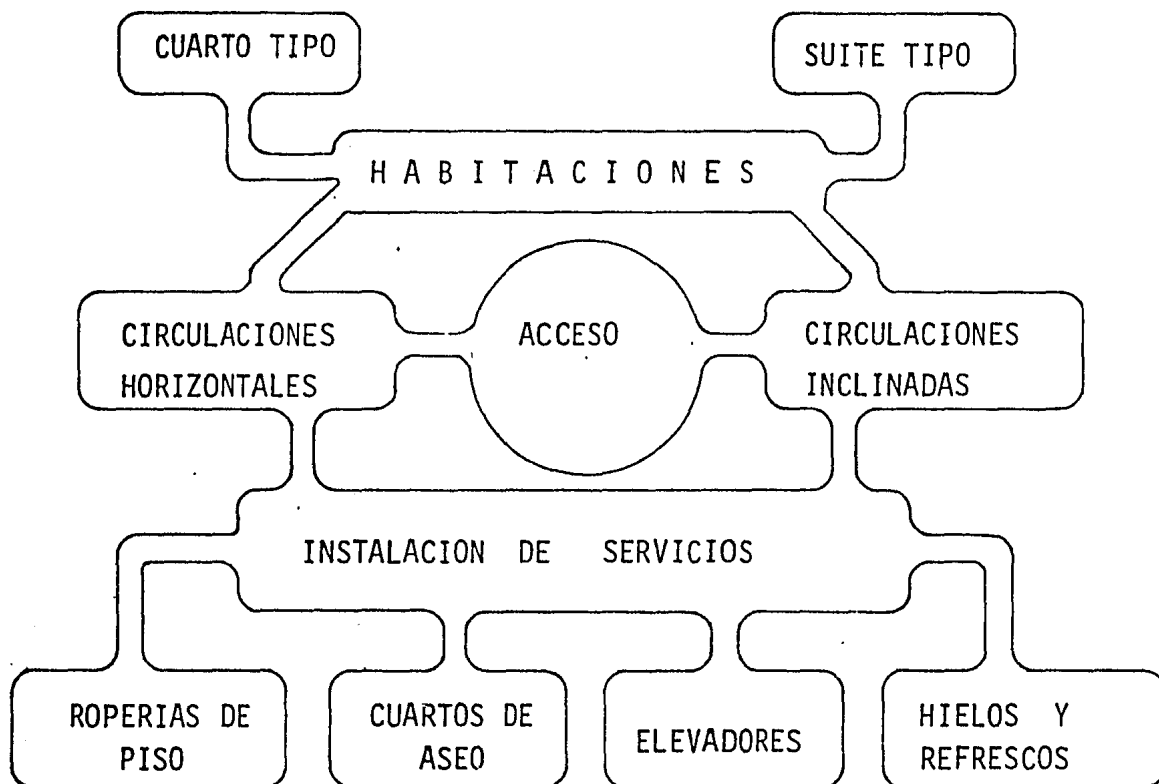 CUARTO TIPO
SUITE TIPO
HABITACIONES
CIRCULACIONES
HORIZONTALES
ACCESO
CIRCULACIONES
INCLINADAS
INSTALACION DE SERVICIOS
ROPERIAS DE
PISO
CUARTOS DE
ASEO
ELEVADORES
HIELOS Y
REFRESCOS